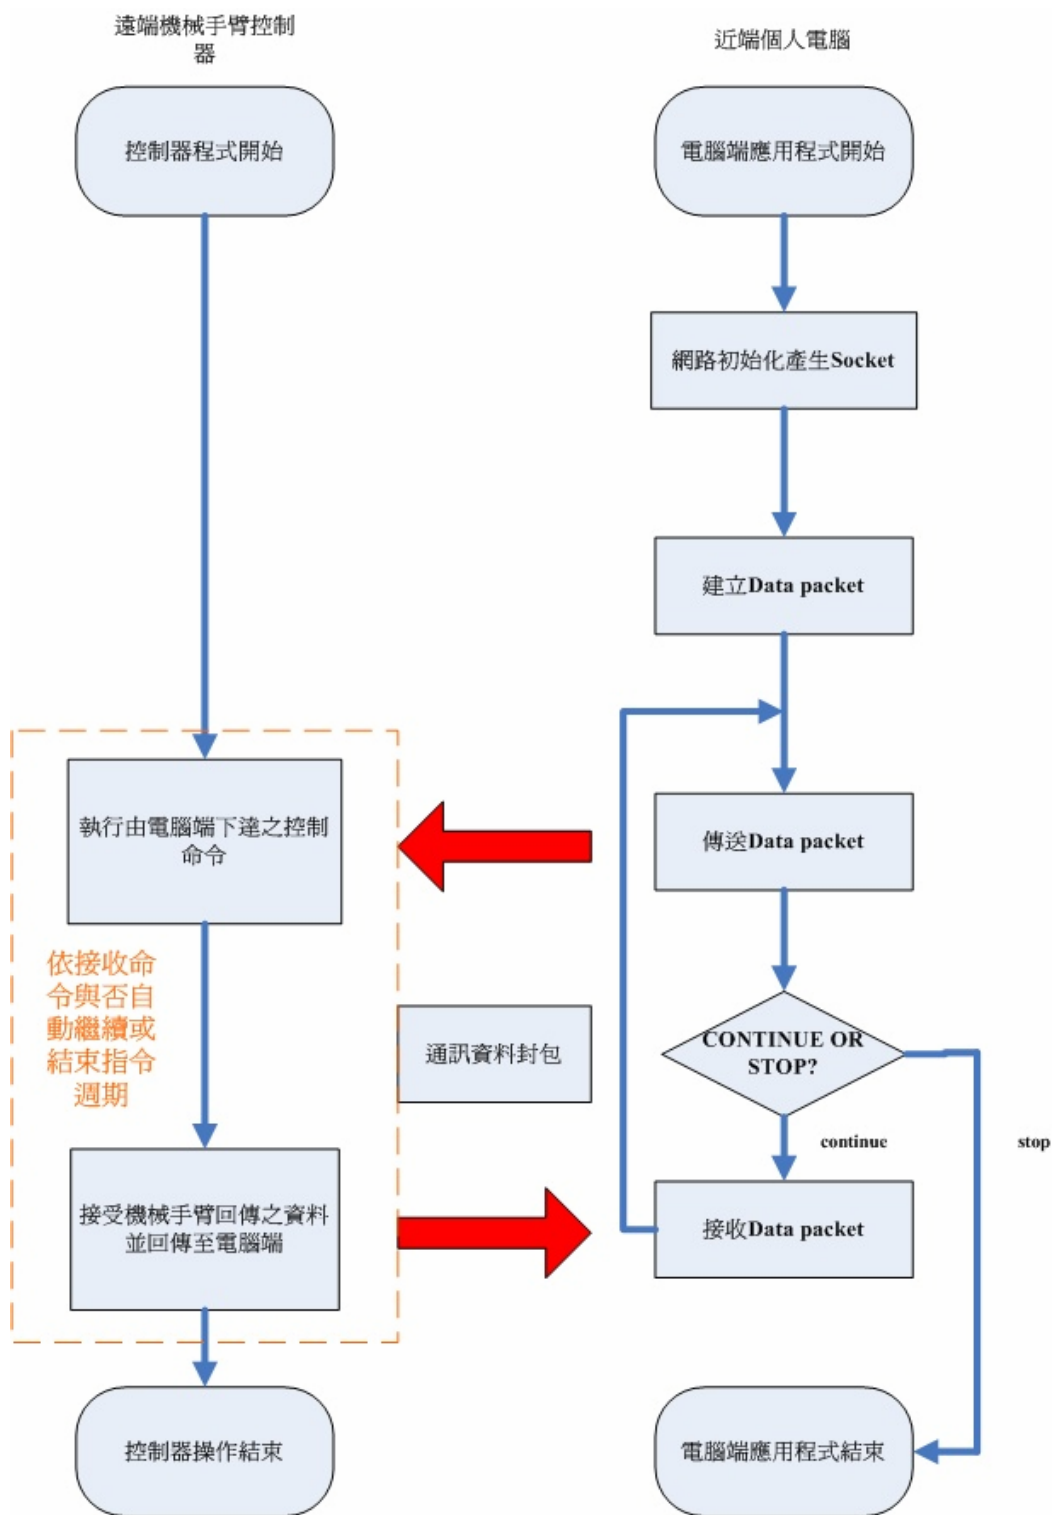 遠端機械手臂控制
器
近端個人電腦
控制器程式開始
電腦端應用程式開始
網路初始化產生Socket
建立Data packet
執行由電腦端下達之控制
命令
傳送Data packet
依接收命
令與否自
動繼續或
結束指令
週期
通訊資料封包
CONTINUE OR
STOP?
continue
stop
接受機械手臂回傳之資料
並回傳至電腦端
接收Data packet
控制器操作結束
電腦端應用程式結束